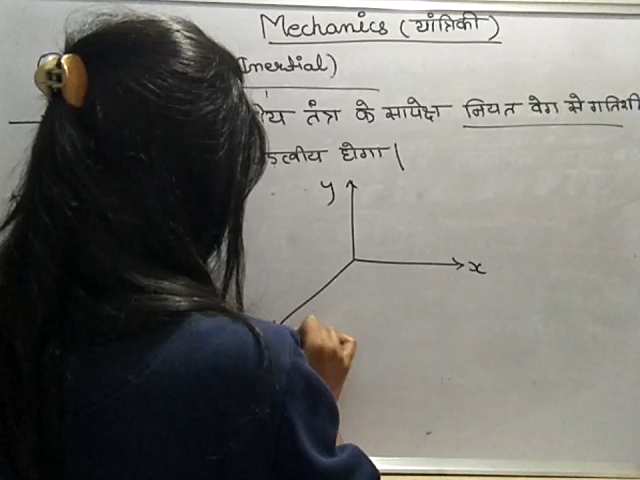 Mechanics (यांत्रिकी)
Inertial)
तंत्र के सापेक्ष नियत वेग से गतिशी
होगा।
y
x